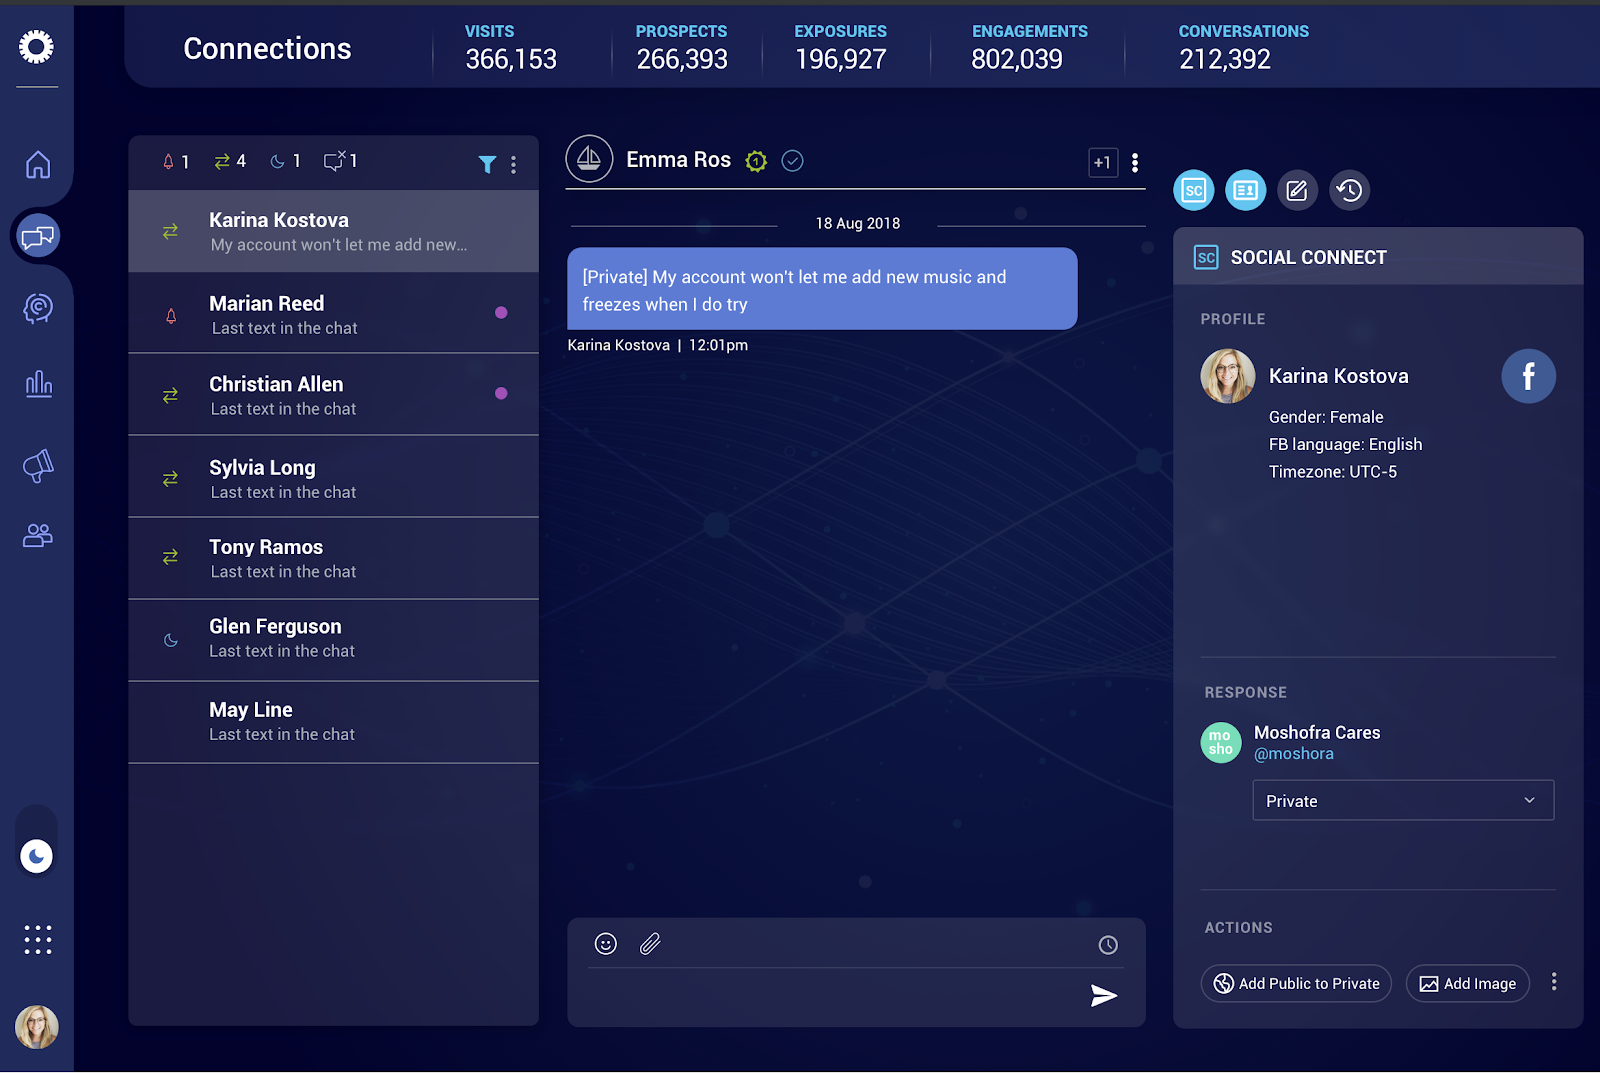 Connections
VISITS
366,153
PROSPECTS
266,393
EXPOSURES
196,927
ENGAGEMENTS
802,039
CONVERSATIONS
212,392
1 4 1 1
Karina Kostova
My account won't let me add new...
Marian Reed
Last text in the chat
Christian Allen
Last text in the chat
Sylvia Long
Last text in the chat
Tony Ramos
Last text in the chat
Glen Ferguson
Last text in the chat
May Line
Last text in the chat
Emma Ros 1
+1
18 Aug 2018
[Private] My account won't let me add new music and
freezes when I do try
Karina Kostova | 12:01pm
SC
SC SOCIAL CONNECT
PROFILE
Karina Kostova
f
Gender: Female
FB language: English
Timezone: UTC-5
RESPONSE
mo
sho
Moshofra Cares
@moshora
Private
ACTIONS
Add Public to Private
Add Image